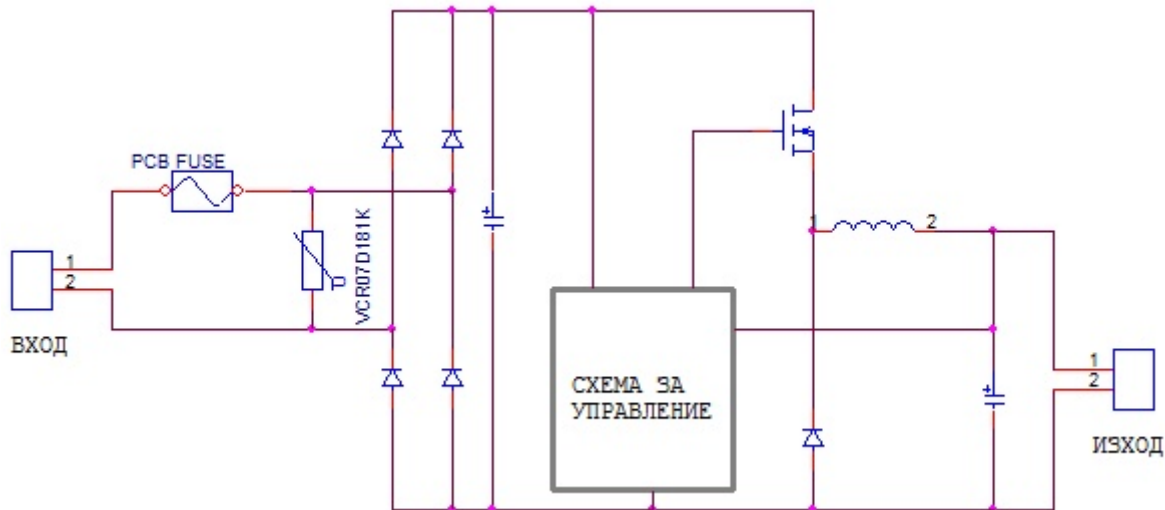 PCB FUSE
VCR07D181K
1
2
ВХОД
1
2
СХЕМА ЗА
УПРАВЛЕНИЕ
1
2
ИЗХОД